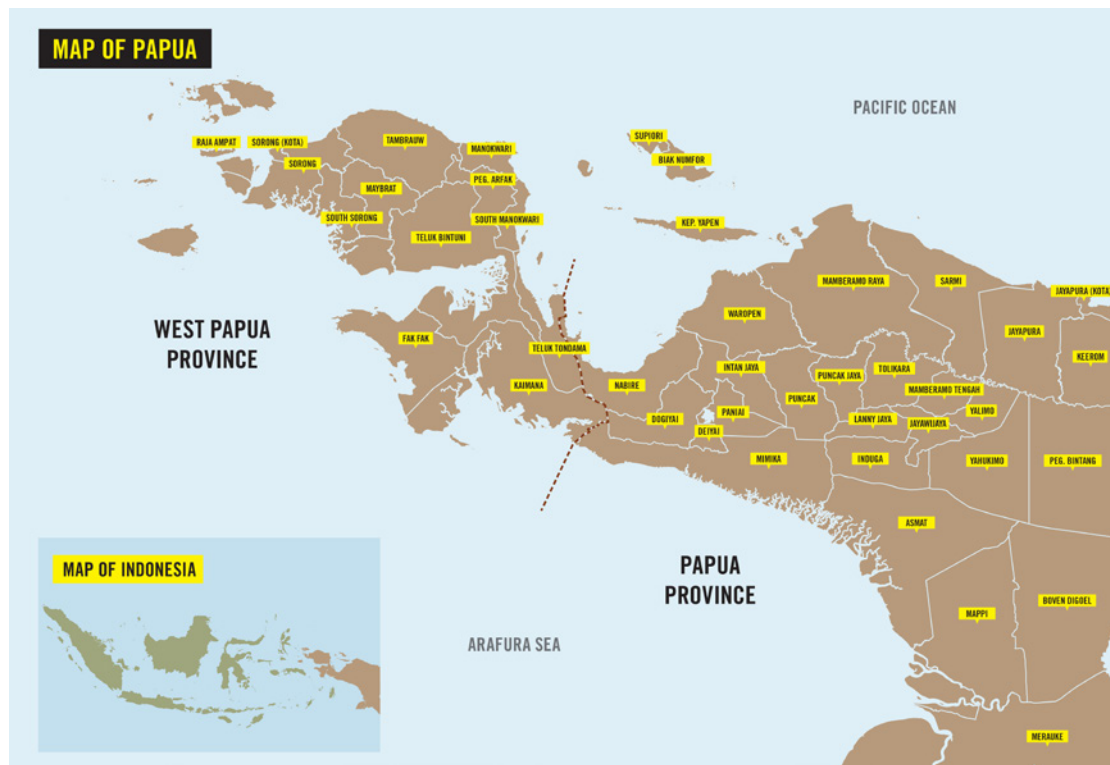 MAP OF PAPUA
PACIFIC OCEAN
SUPIORI
BIAK NUMFOR
RAJA AMPAT
SORONG (KOTA)
TAMBRAUW
MANOKWARI
SORONG
PEG. ARFAK
MAYBRAT
SOUTH SORONG
SOUTH MANOKWARI
TELUK BINTUNI
KEP. YAPEN
MAMBERAMO RAYA
SARMI
JAYAPURA (KOTA)
WAROPEN
JAYAPURA
WEST PAPUA
PROVINCE
FAK FAK
TELUK TONDAMA
KEEROM
INTAN JAYA
PUNCAK JAYA
TOLIKARA
KAIMANA
NABIRE
MAMBERAMO TENGAH
PUNCAK
PANIAI
YALIMO
DOGIYAI
LANNY JAYA
JAYAWIJAYA
DEIYAI
MIMIKA
INDUGA
YAHUKIMO
PEG. BINTANG
ASMAT
PAPUA
PROVINCE
MAP OF INDONESIA
BOVEN DIGOEL
MAPPI
ARAFURA SEA
MERAUKE